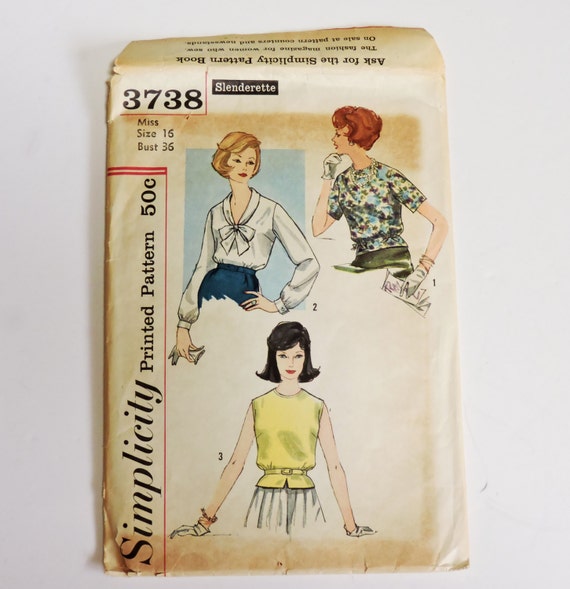 Ask for the Simplicity Pattern Book
The fashion magazine for women who sew.
On sale at pattern counters and newsstands
3738
Slenderette
Miss
Size 16
Bust 36
Simplicity Printed Pattern 50c
1
2
3